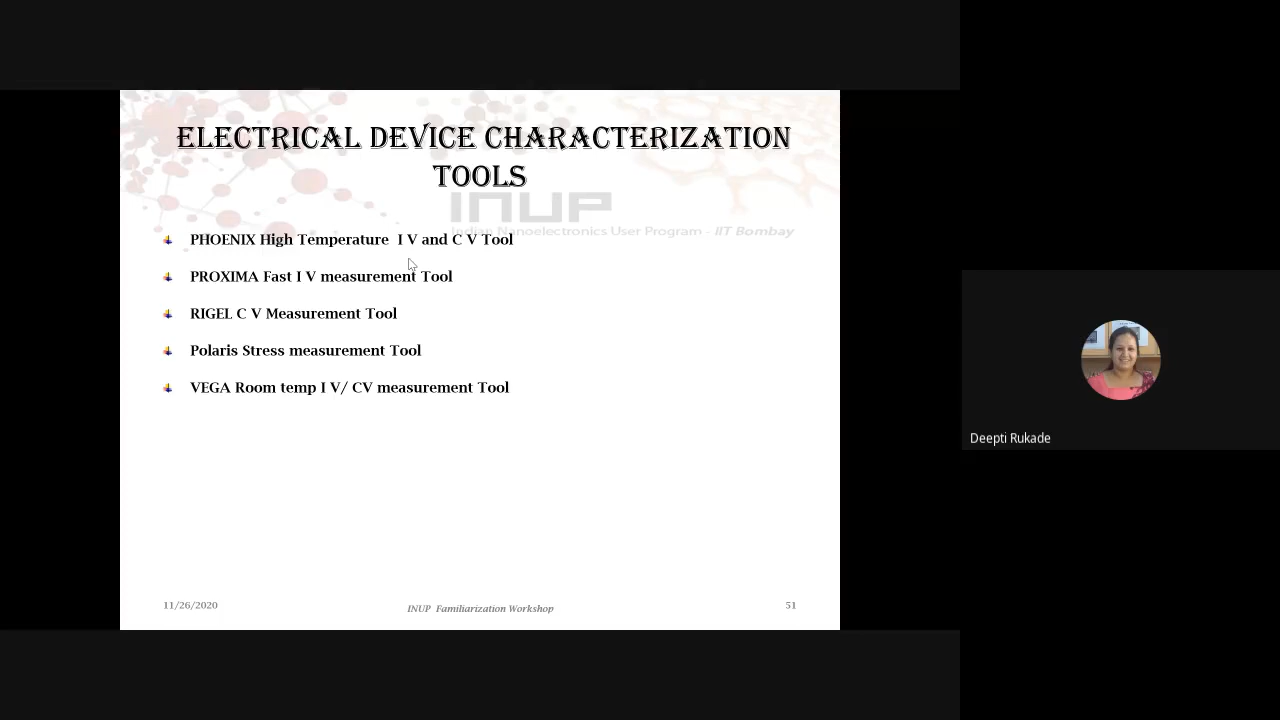 ELECTRICAL DEVICE CHARACTERIZATION
TOOLS
INUP
Indian Nanoelectronics User Program - IIT Bombay
PHOENIX High Temperature I V and C V Tool
PROXIMA Fast I V measurement Tool
RIGEL C V Measurement Tool
Polaris Stress measurement Tool
VEGA Room temp I V/ CV measurement Tool
11/26/2020
INUP Familiarization Workshop
51
Deepti Rukade